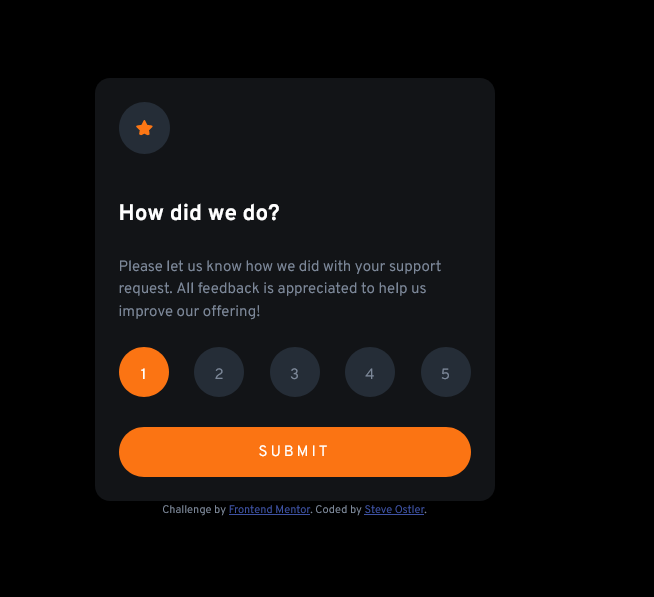 How did we do?
Please let us know how we did with your support
request. All feedback is appreciated to help us
improve our offering!
1 2 3 4 5
SUBMIT
Challenge by Frontend Mentor. Coded by Steve Ostler.